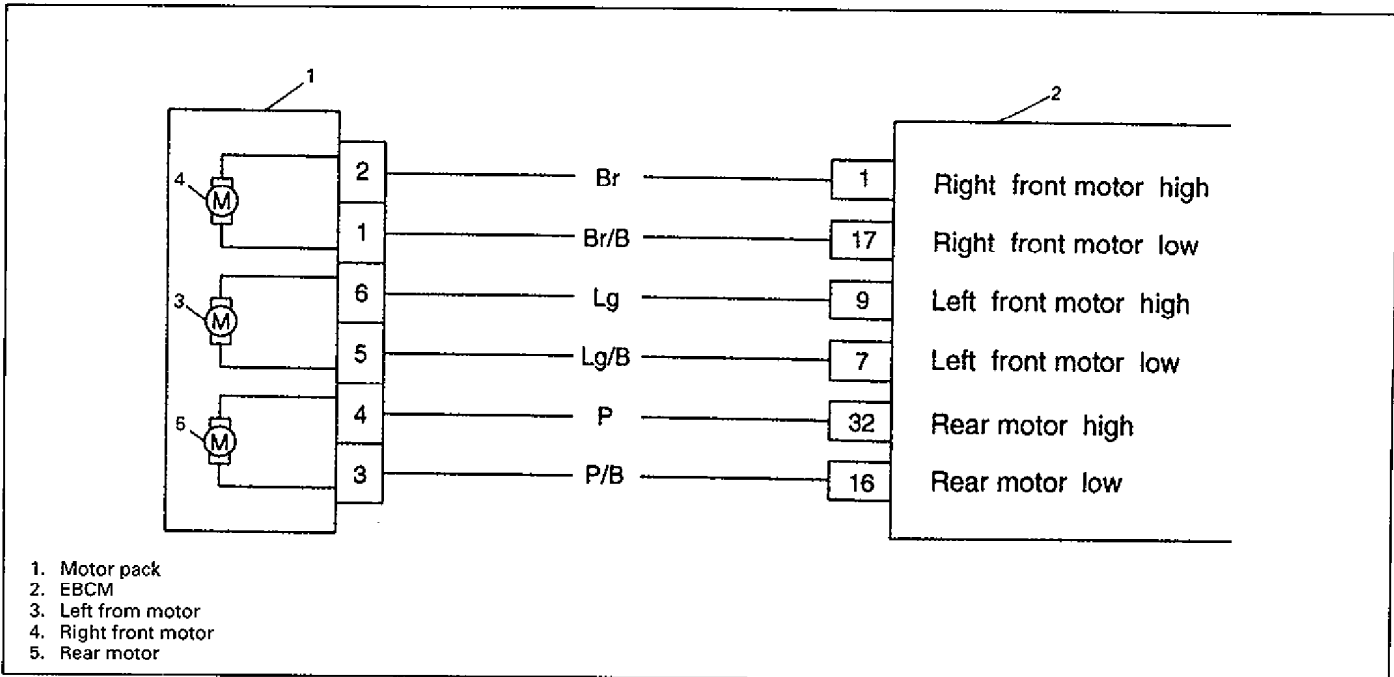 1
2
4
M
2
Br
1
Right front motor high
1
Br/B
17
Right front motor low
3
M
6
Lg
9
Left front motor high
5
Lg/B
7
Left front motor low
5
M
4
P
32
Rear motor high
3
P/B
16
Rear motor low
1. Motor pack
2. EBCM
3. Left from motor
4. Right front motor
5. Rear motor